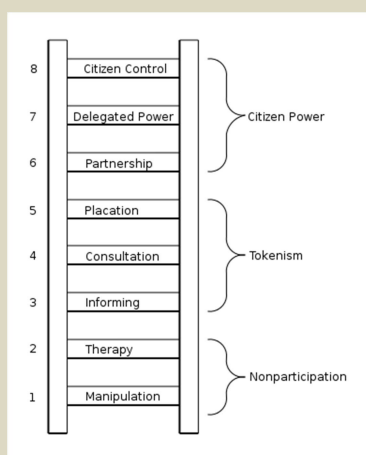 8 Citizen Control
7 Delegated Power
Citizen Power
6 Partnership
5 Placation
4 Consultation
Tokenism
3 Informing
2 Therapy
Nonparticipation
1 Manipulation